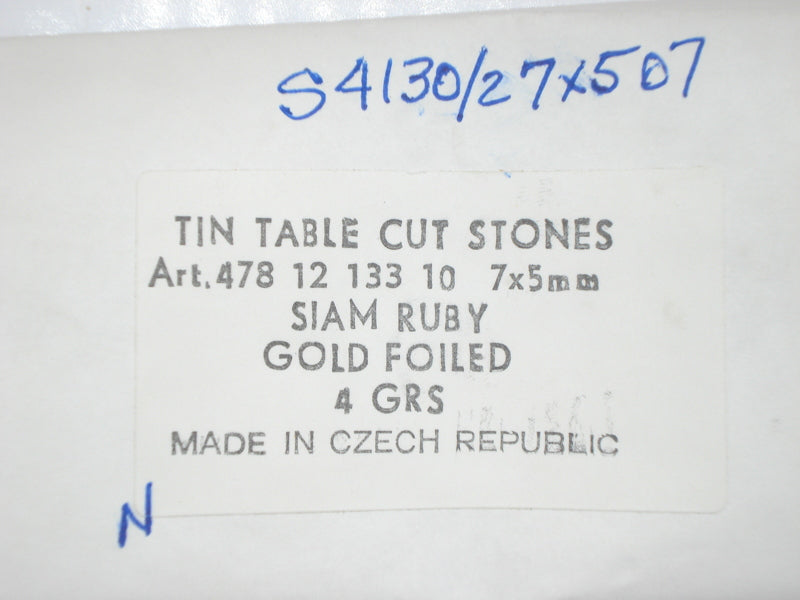 S4130/27x507
TIN TABLE CUT STONES
Art.478 12 133 10 7x5mm
SIAM RUBY
GOLD FOILED
4 GRS
MADE IN CZECH REPUBLIC
N